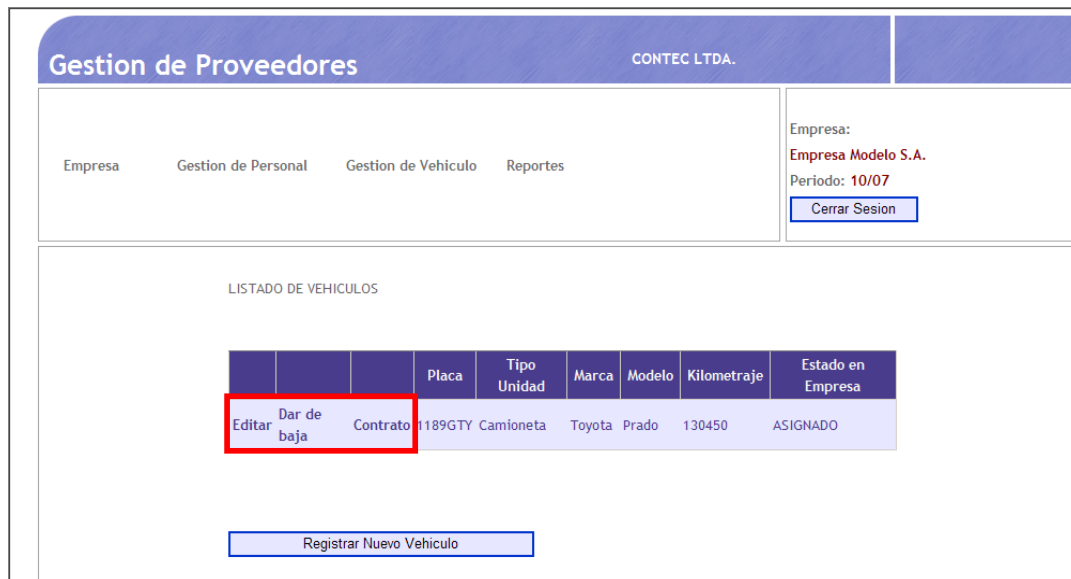 Gestion de Proveedores
CONTEC LTDA.
Empresa
Gestion de Personal
Gestion de Vehiculo
Reportes
Empresa:
Empresa Modelo S.A.
Periodo: 10/07
Cerrar Sesion
LISTADO DE VEHICULOS
Placa Tipo Unidad Marca Modelo Kilometraje Estado en Empresa
Editar Dar de baja Contrato 1189GTY Camioneta Toyota Prado 130450 ASIGNADO
Registrar Nuevo Vehiculo